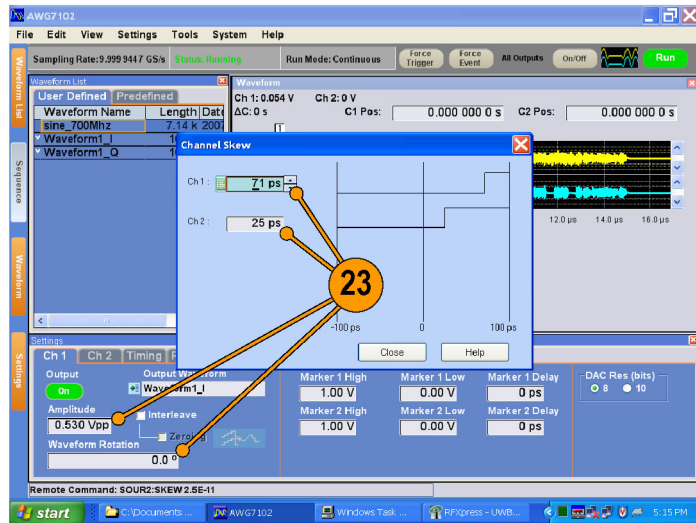 AWG7102
File Edit View Settings Tools System Help
Sampling Rate: 9.999 9447 GS/s Status: Running Run Mode: Continuous Force Trigger Force Event All Outputs On/Off Run
Waveform List
Sequence
Waveform
Settings
Waveform List
User Defined Predefined
Waveform Name Length Date
sine_700Mhz 7.14 k 2007
Waveform1_I
Waveform1_Q
Waveform
Ch 1: 0.054 V Ch 2: 0 V
ΔC: 0 s C1 Pos: 0.000 000 0 s C2 Pos: 0.000 000 0 s
12.0 µs 14.0 µs 16.0 µs
Channel Skew
Ch 1 : 71 ps
Ch 2 : 25 ps
23
-100 ps 0 100 ps
Close Help
Settings
Ch 1 Ch 2 Timing
Output
On
Output Waveform
Waveform1_I
Amplitude
0.530 Vpp
Interleave
Zeroing
Waveform Rotation
0.0 °
Marker 1 High Marker 1 Low Marker 1 Delay
1.00 V 0.00 V 0 ps
Marker 2 High Marker 2 Low Marker 2 Delay
1.00 V 0.00 V 0 ps
DAC Res (bits)
8 10
Remote Command: SOUR2:SKEW 2.5E-11
start C:\Documents ... AWG7102 Windows Task ... RFXpress - UWB... 5:15 PM